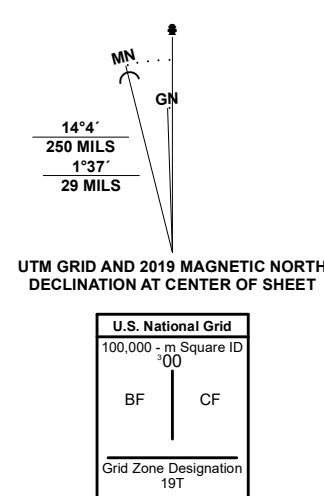 MN
GN
14°4´
250 MILS
1°37´
29 MILS
UTM GRID AND 2019 MAGNETIC NORTH
DECLINATION AT CENTER OF SHEET
U.S. National Grid
100,000 - m Square ID
³00
BF CF
Grid Zone Designation
19T